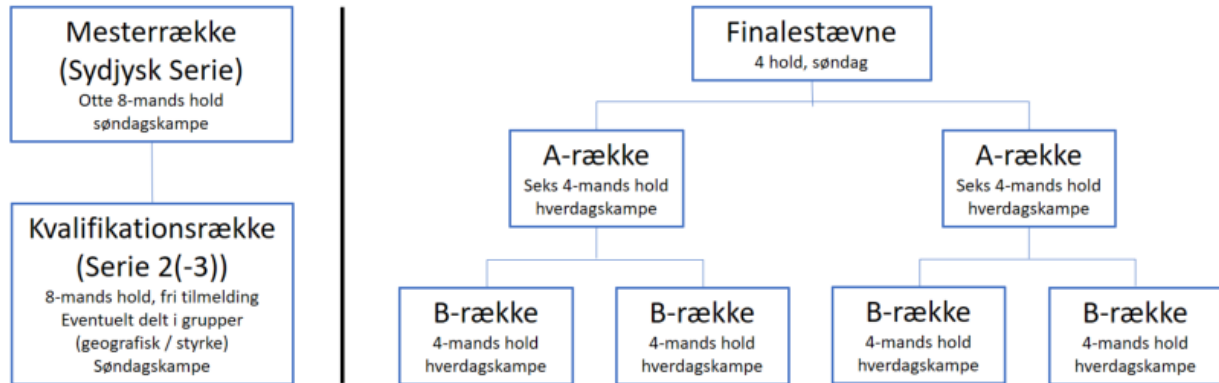 Mesterrække
(Sydjysk Serie)
Otte 8-mands hold
søndagskampe
Kvalifikationsrække
(Serie 2(-3))
8-mands hold, fri tilmelding
Eventuelt delt i grupper
(geografisk / styrke)
Søndagskampe
Finalestævne
4 hold, søndag
A-række
Seks 4-mands hold
hverdagskampe
A-række
Seks 4-mands hold
hverdagskampe
B-række
4-mands hold
hverdagskampe
B-række
4-mands hold
hverdagskampe
B-række
4-mands hold
hverdagskampe
B-række
4-mands hold
hverdagskampe